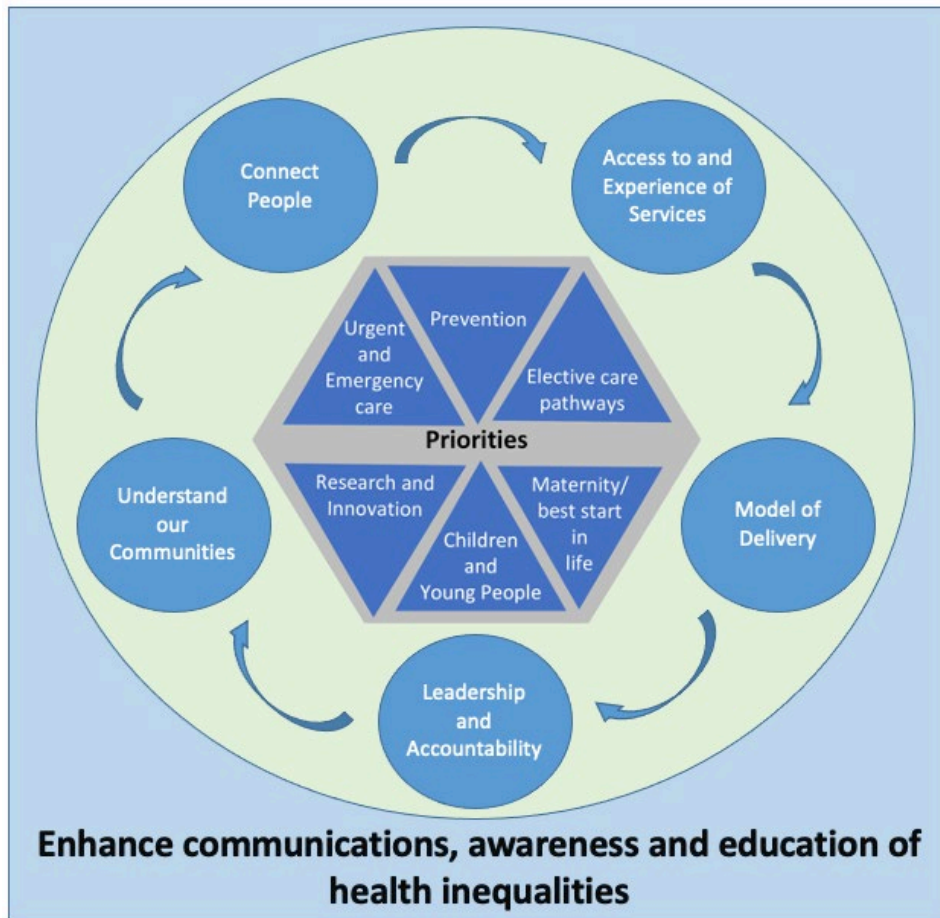 Connect
People
Access to and
Experience of
Services
Urgent
and
Emergency
care
Prevention
Elective care
pathways
Priorities
Understand
our
Communities
Research and
Innovation
Children
and
Young People
Maternity/
best start
in
life
Model of
Delivery
Leadership
and
Accountability
Enhance communications, awareness and education of
health inequalities